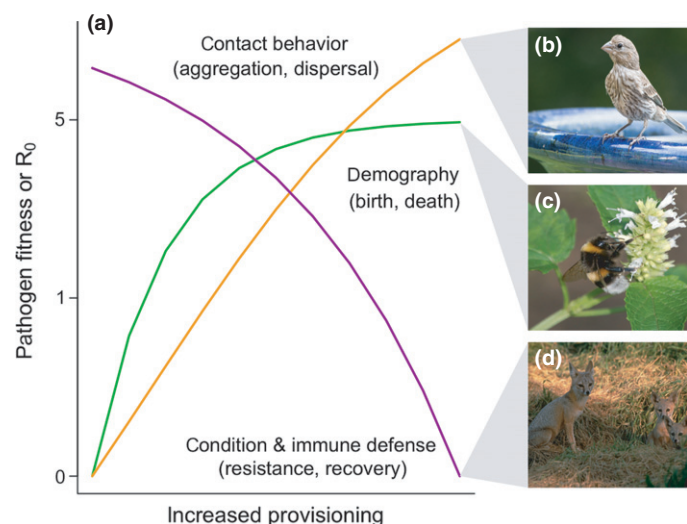 (a)
Contact behavior
(aggregation, dispersal)
(b)
5
Demography
(birth, death)
(c)
Pathogen fitness or R0
1
(d)
Condition & immune defense
(resistance, recovery)
0
Increased provisioning